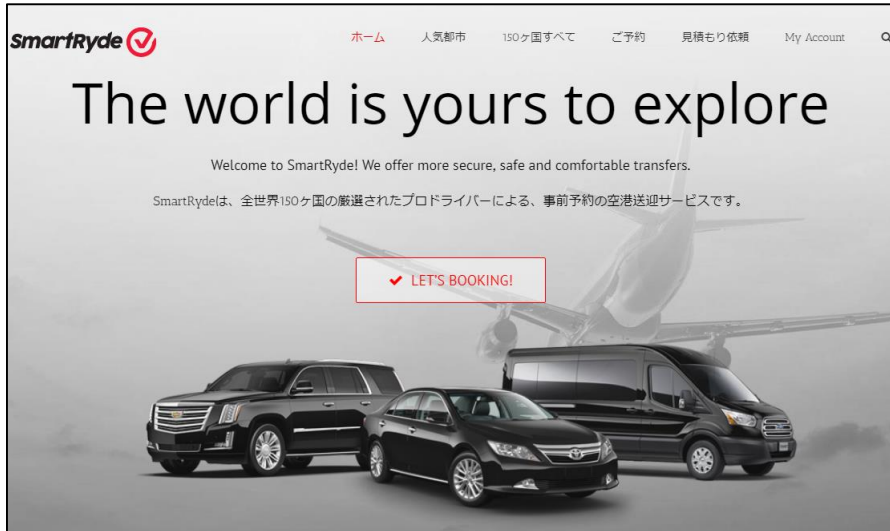 SmartRyde
ホーム 人気都市 150ヶ国すべて ご予約 見積もり依頼 My Account
The world is yours to explore
Welcome to SmartRyde! We offer more secure, safe and comfortable transfers.
SmartRydeは、全世界150ヶ国の厳選されたプロドライバーによる、事前予約の空港送迎サービスです。
LET'S BOOKING!